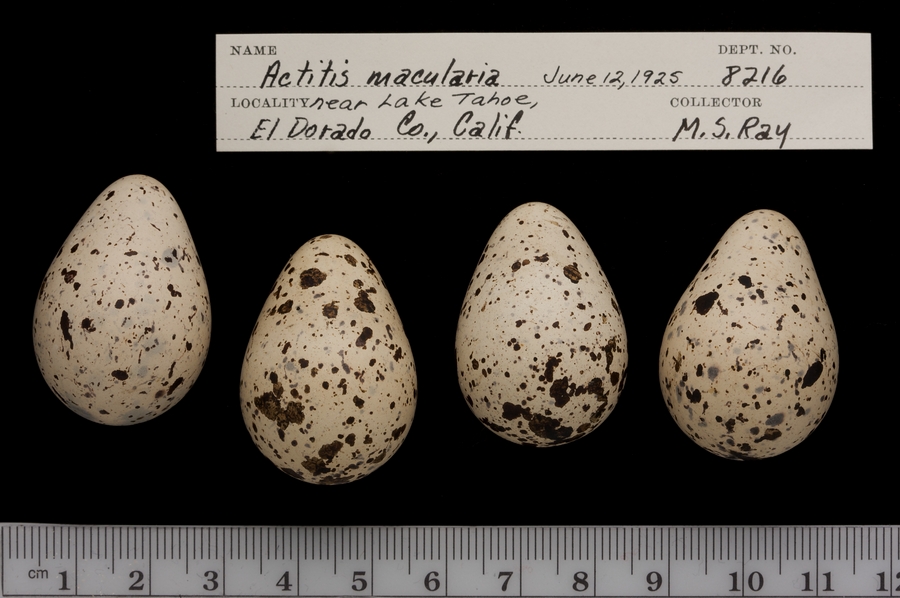 NAME DEPT. NO.
Actitis macularia June 12, 1925 8216
LOCALITY near Lake Tahoe, COLLECTOR
El Dorado Co., Calif. M. S. Ray
cm 1 2 3 4 5 6 7 8 9 10 11 12